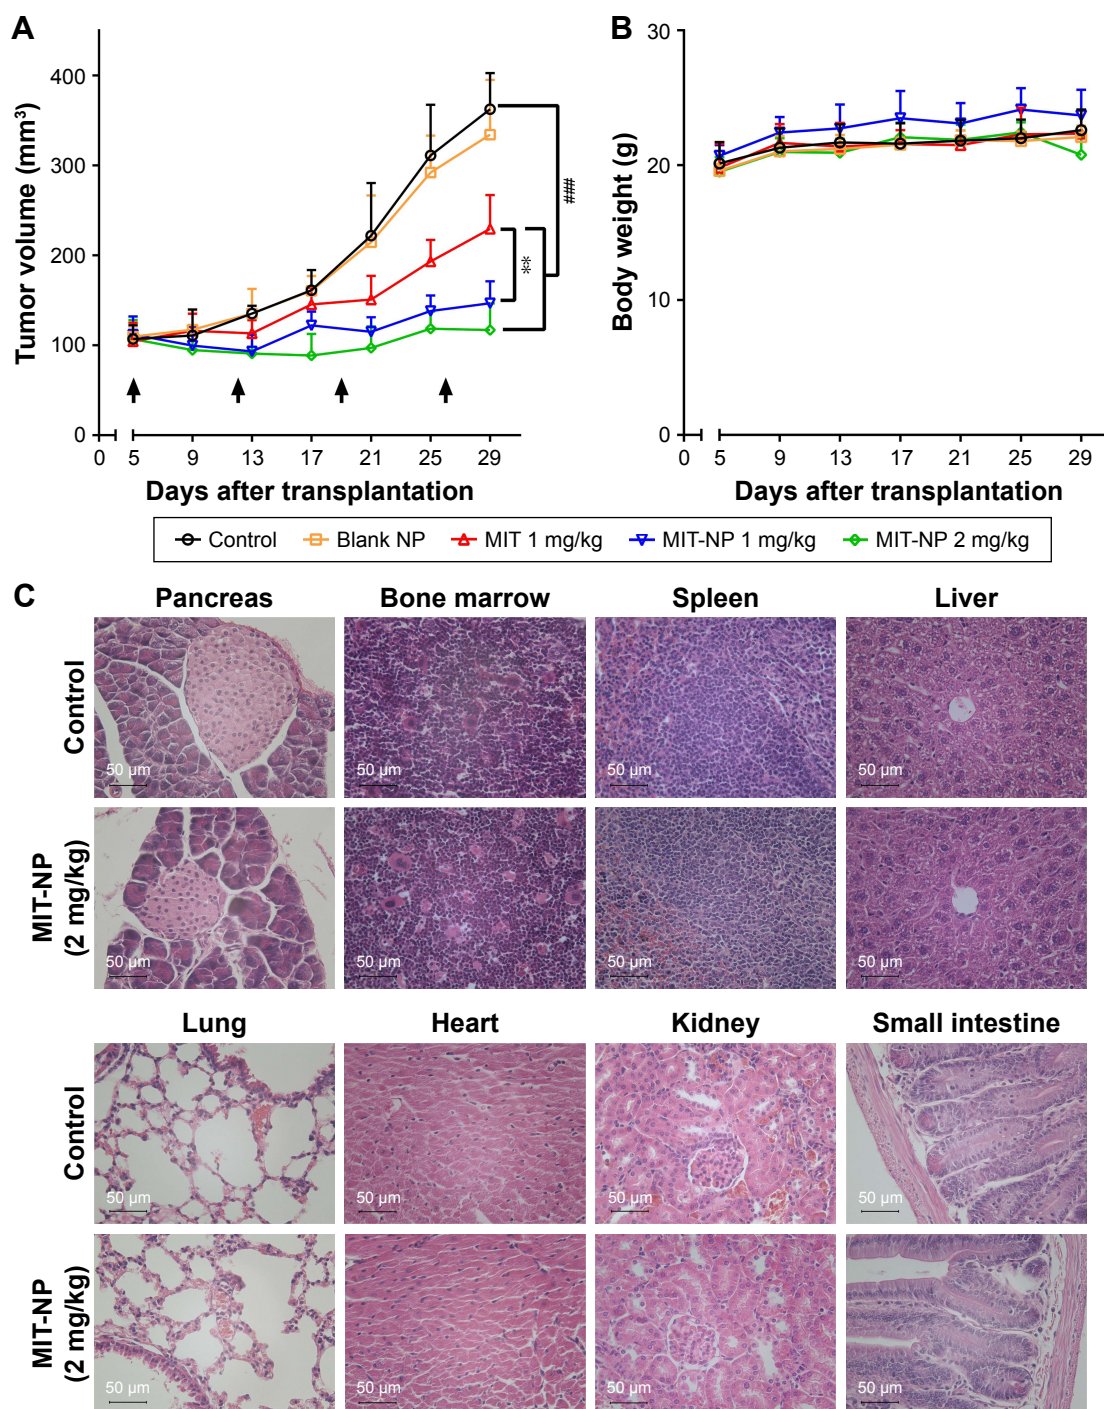 A
B
Tumor volume (mm³)
400
300
200
100
0
0 5 9 13 17 21 25 29
Days after transplantation
###
**
Body weight (g)
30
20
10
0
0 5 9 13 17 21 25 29
Days after transplantation
Control Blank NP MIT 1 mg/kg MIT-NP 1 mg/kg MIT-NP 2 mg/kg
C
Pancreas Bone marrow Spleen Liver
Control
50 µm 50 µm 50 µm 50 µm
MIT-NP
(2 mg/kg)
50 µm 50 µm 50 µm 50 µm
Lung Heart Kidney Small intestine
Control
50 µm 50 µm 50 µm 50 µm
MIT-NP
(2 mg/kg)
50 µm 50 µm 50 µm 50 µm